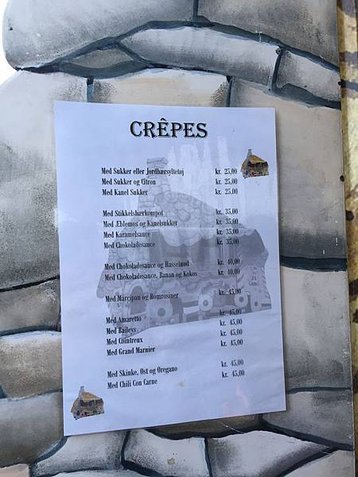 CRÊPES
Med Sukker eller Jordbærsyltetøj kr. 25,00
Med Sukker og Citron kr. 25,00
Med Kanel Sukker kr. 25,00
Med Stikkelsbærkompot kr. 35,00
Med Æblemos og Kanelsukker kr. 35,00
Med Karamelsauce kr. 35,00
Med Chokoladesauce kr. 35,00
Med Chokoladesauce og Hasselnød kr. 40,00
Med Chokoladesauce, Banan og Kokos kr. 40,00
Med Marcipan og Romrosiner kr. 45,00
Med Amaretto kr. 45,00
Med Baileys kr. 45,00
Med Cointreux kr. 45,00
Med Grand Marnier kr. 45,00
Med Skinke, Ost og Oregano kr. 45,00
Med Chili Con Carne kr. 45,00